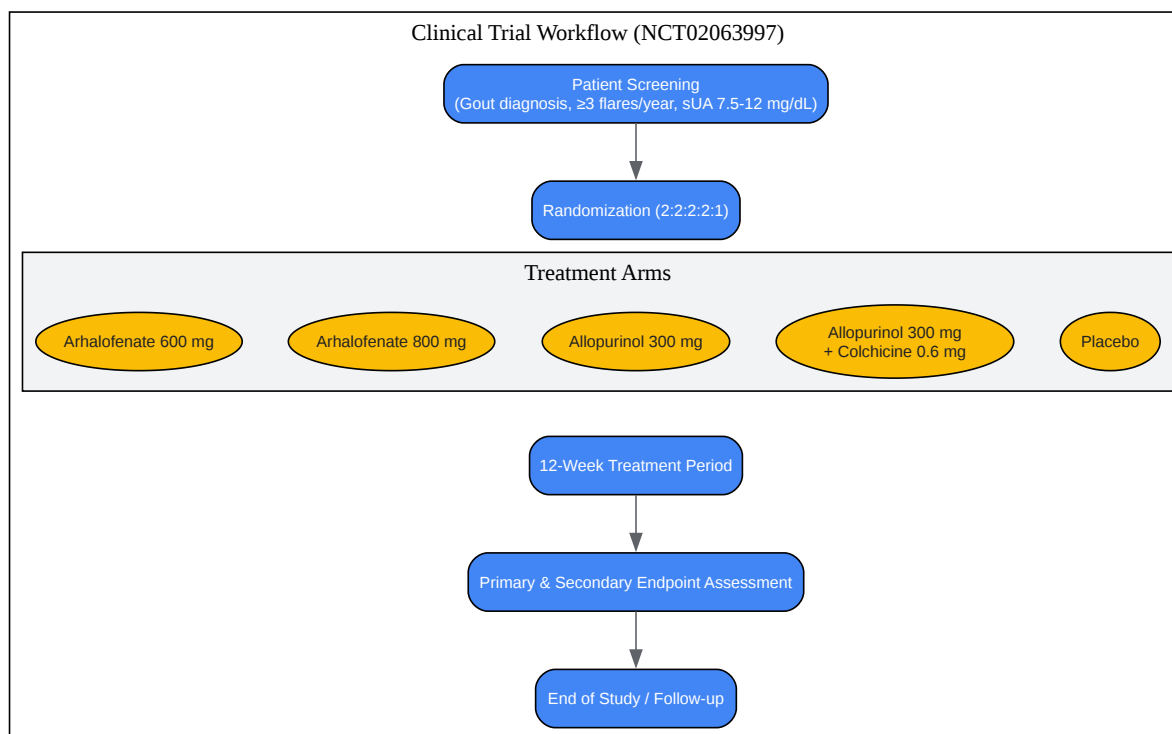 Clinical Trial Workflow (NCT02063997)
Patient Screening
(Gout diagnosis, ≥3 flares/year, sUA 7.5-12 mg/dL)
Randomization (2:2:2:2:1)
Treatment Arms
Arhalofenate 600 mg
Arhalofenate 800 mg
Allopurinol 300 mg
Allopurinol 300 mg
+ Colchicine 0.6 mg
Placebo
12-Week Treatment Period
Primary & Secondary Endpoint Assessment
End of Study / Follow-up